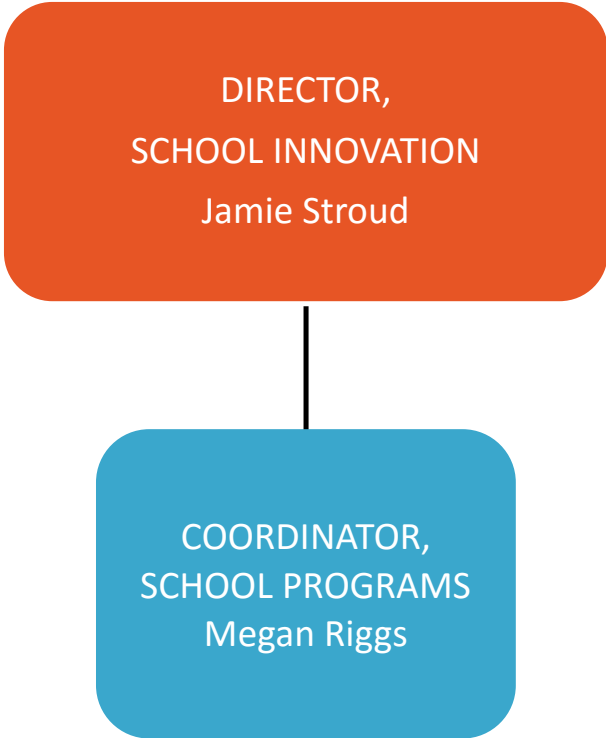 DIRECTOR,
SCHOOL INNOVATION
Jamie Stroud
COORDINATOR,
SCHOOL PROGRAMS
Megan Riggs